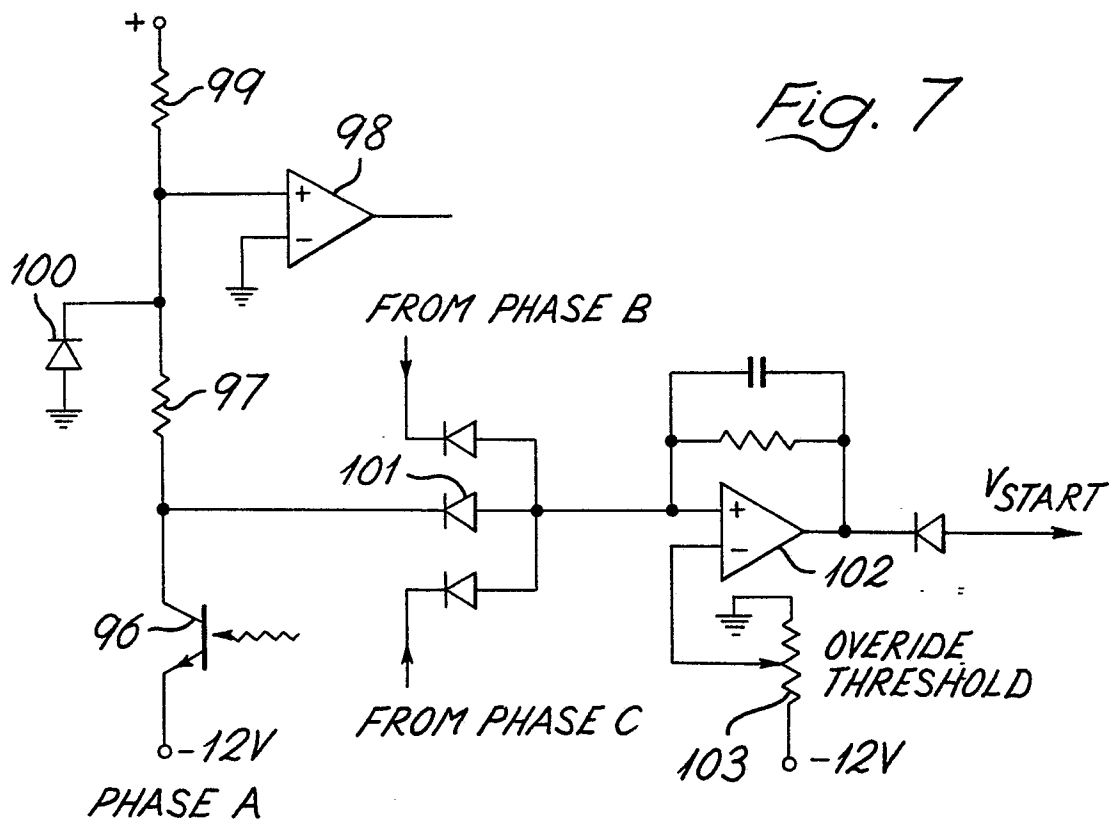 +
99
Fig. 7
98
+
-
100
FROM PHASE B
97
101
VSTART
+
-
102
96
OVERIDE
THRESHOLD
FROM PHASE C
103
-12V
-12V
PHASE A